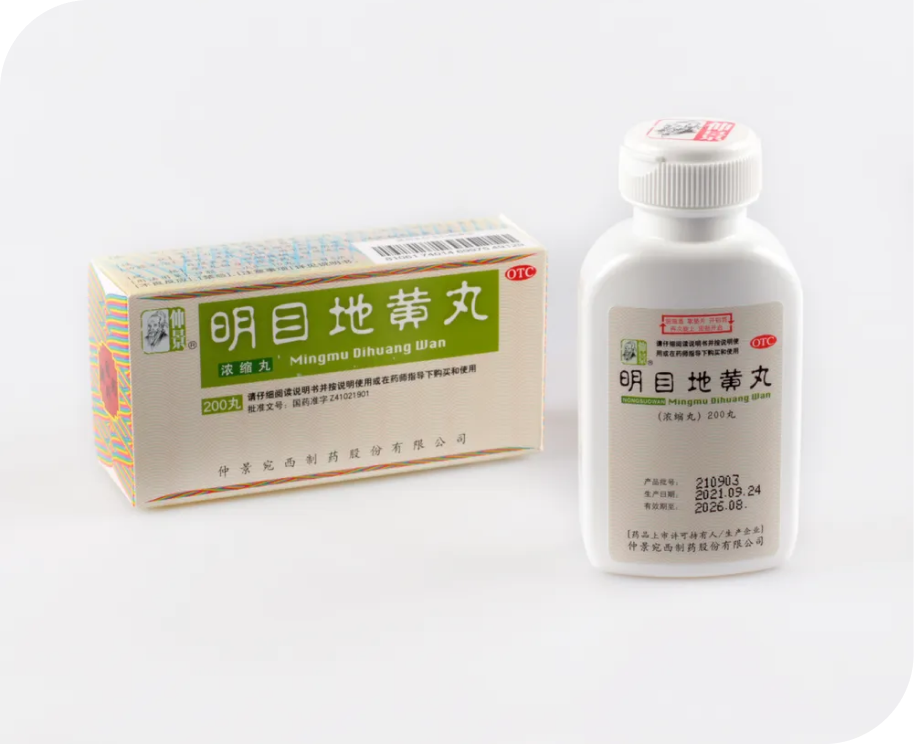 OTC
仲景
®
明目地黄丸
浓缩丸
Mingmu Dihuang Wan
200丸
请仔细阅读说明书并按说明使用或在药师指导下购买和使用
批准文号：国药准字Z41021901
仲景宛西制药股份有限公司
仲景
OTC
请仔细阅读说明书并按说明使
用或在药师指导下购买和使用
®
明目地黄丸
NONGSUOWAN Mingmu Dihuang Wan
(浓缩丸) 200丸
产品批号： 210903
生产日期： 2021.09.24
有效期至： 2026.08.
[药品上市许可持有人/生产企业]
仲景宛西制药股份有限公司